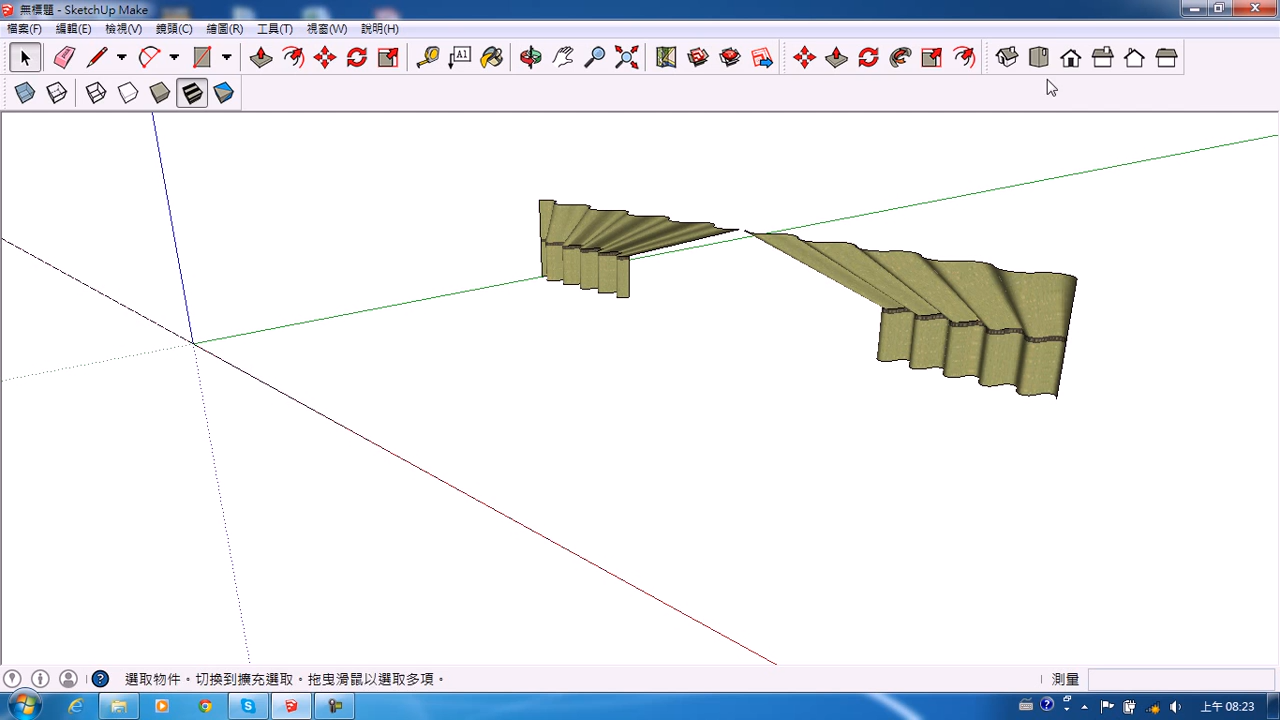 無標題 - SketchUp Make
檔案(F) 編輯(E) 檢視(V) 鏡頭(C) 繪圖(R) 工具(T) 視窗(W) 說明(H)
A1
選取物件。切換到擴充選取。拖曳滑鼠以選取多項。 測量
上午 08:23